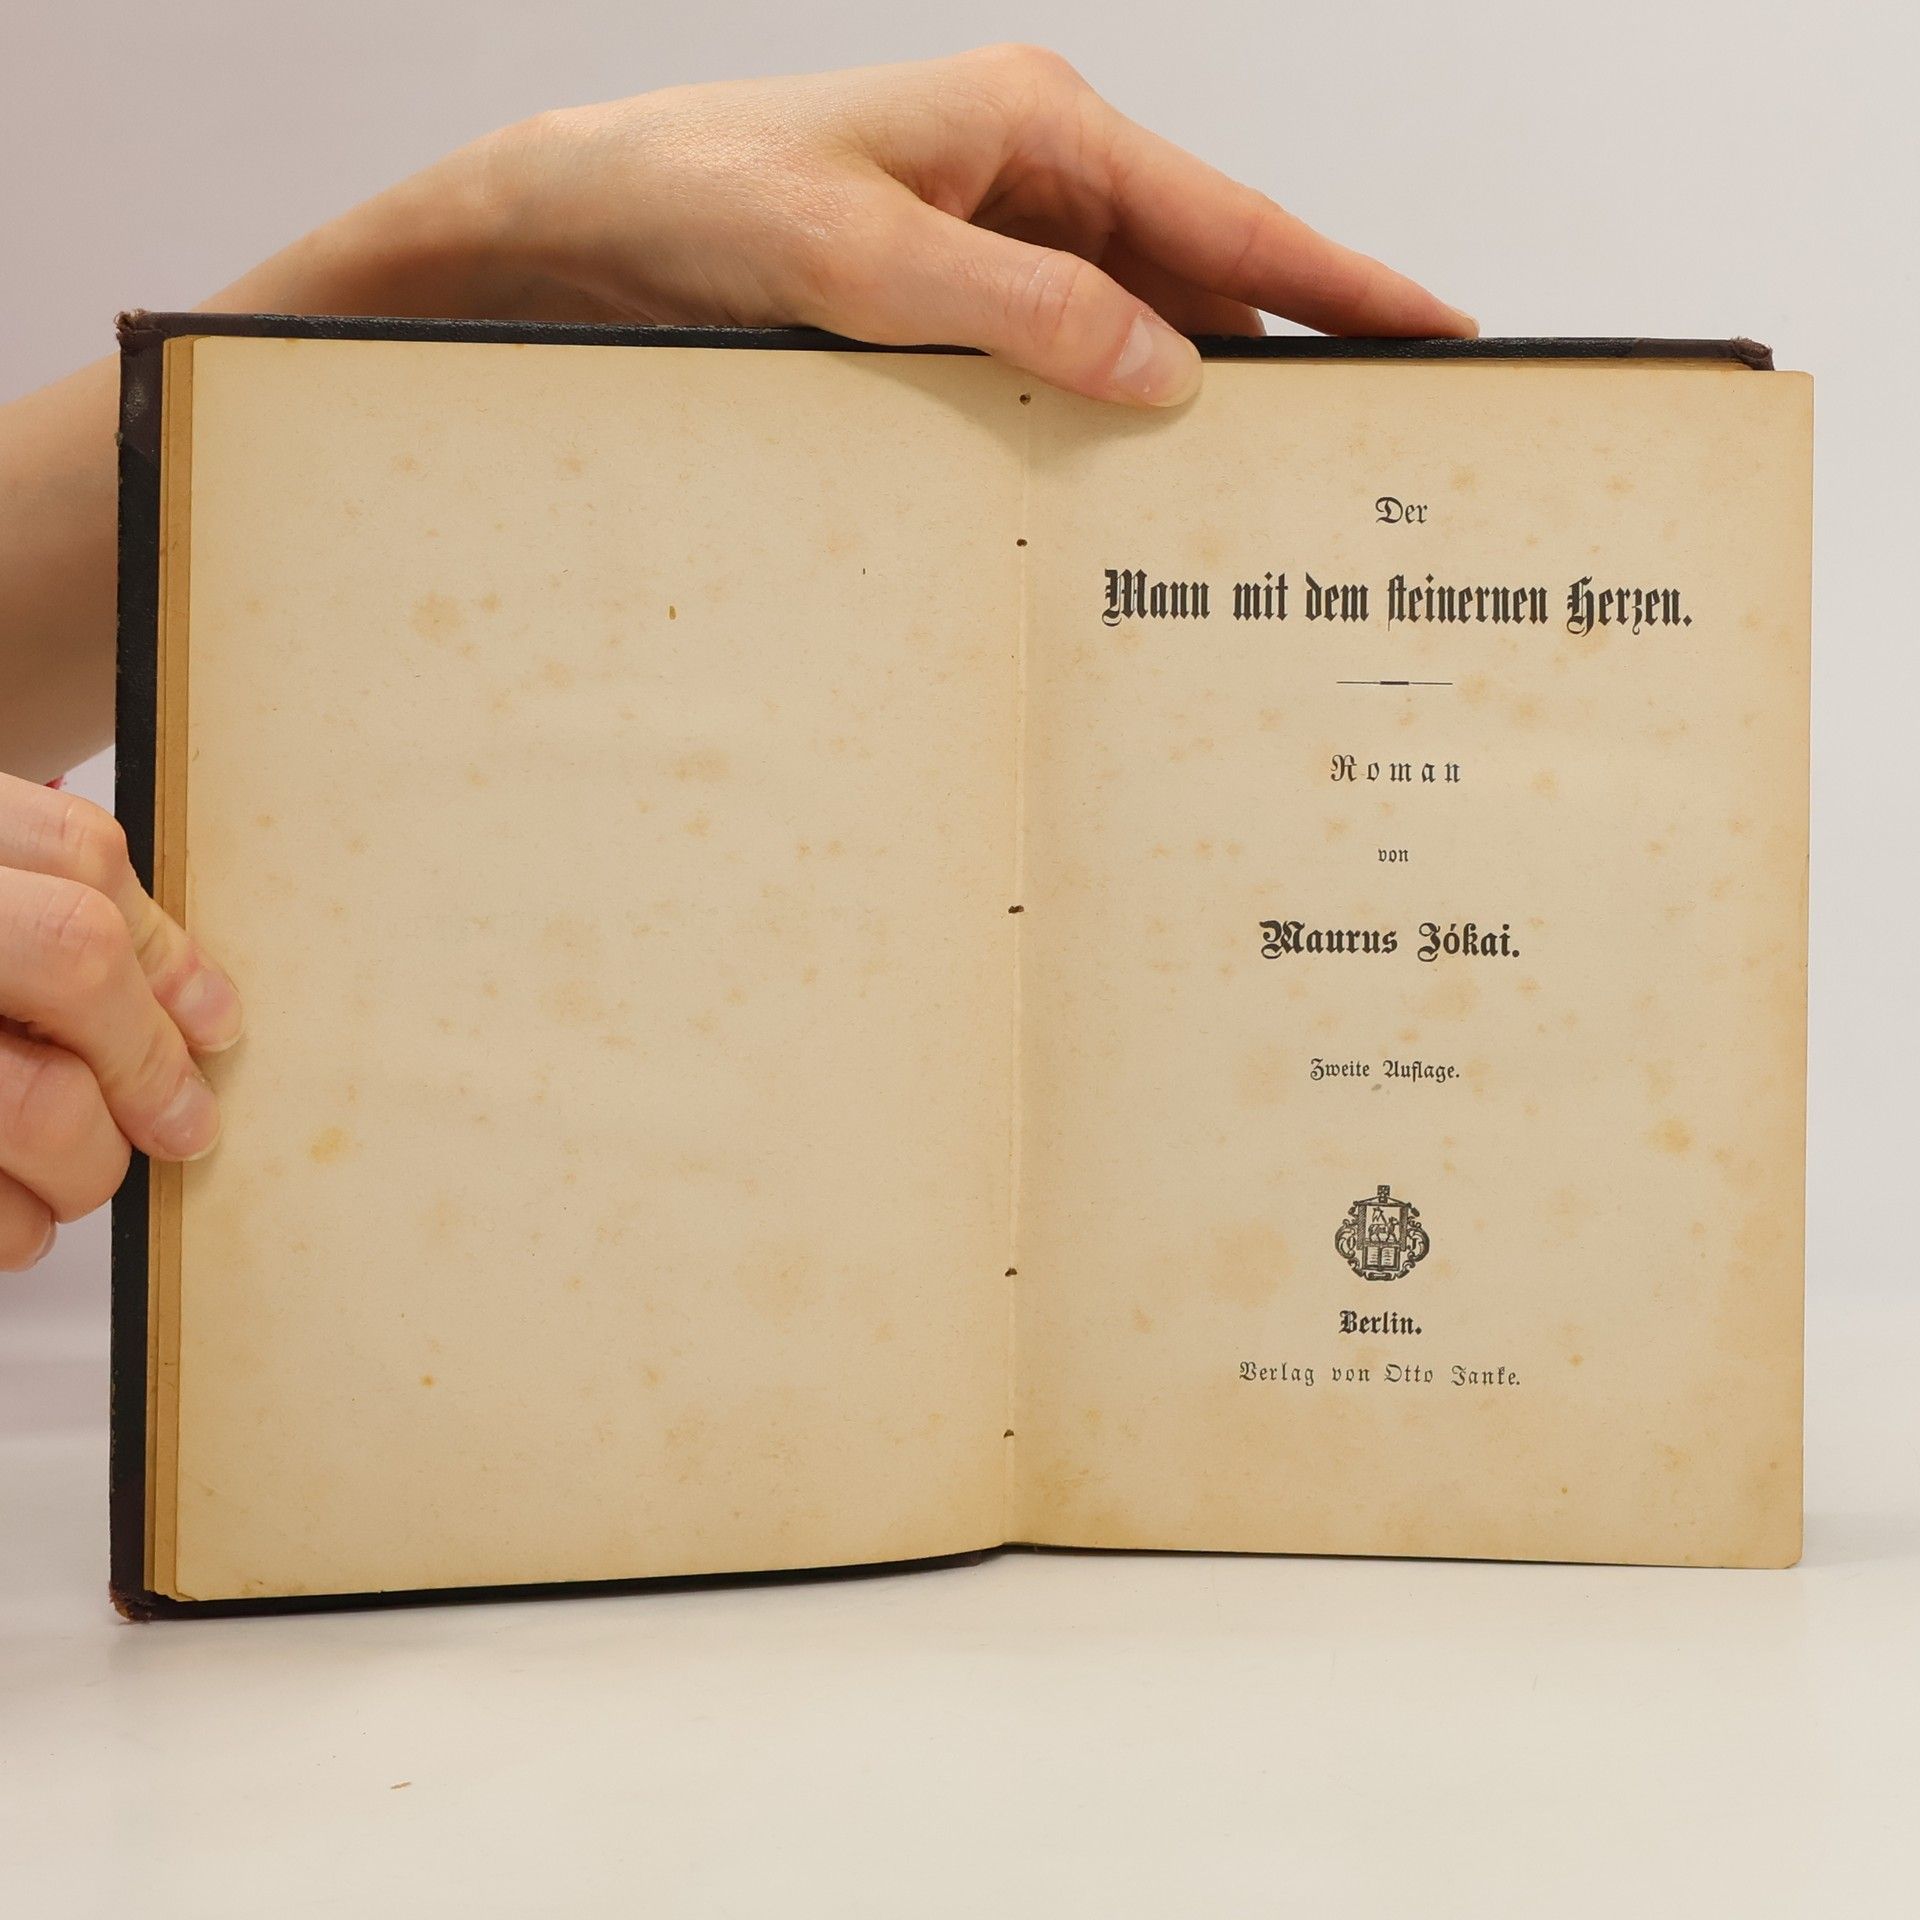 Der
Mann mit dem steinernen Herzen.
Roman
von
Maurus Jókai.
Zweite Auflage.
Berlin.
Verlag von Otto Janke.